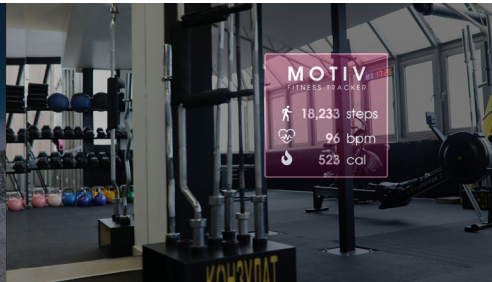 MOTIV
FITNESS TRACKER
18,233 steps
96 bpm
523 cal
КОНЗУЛАТ